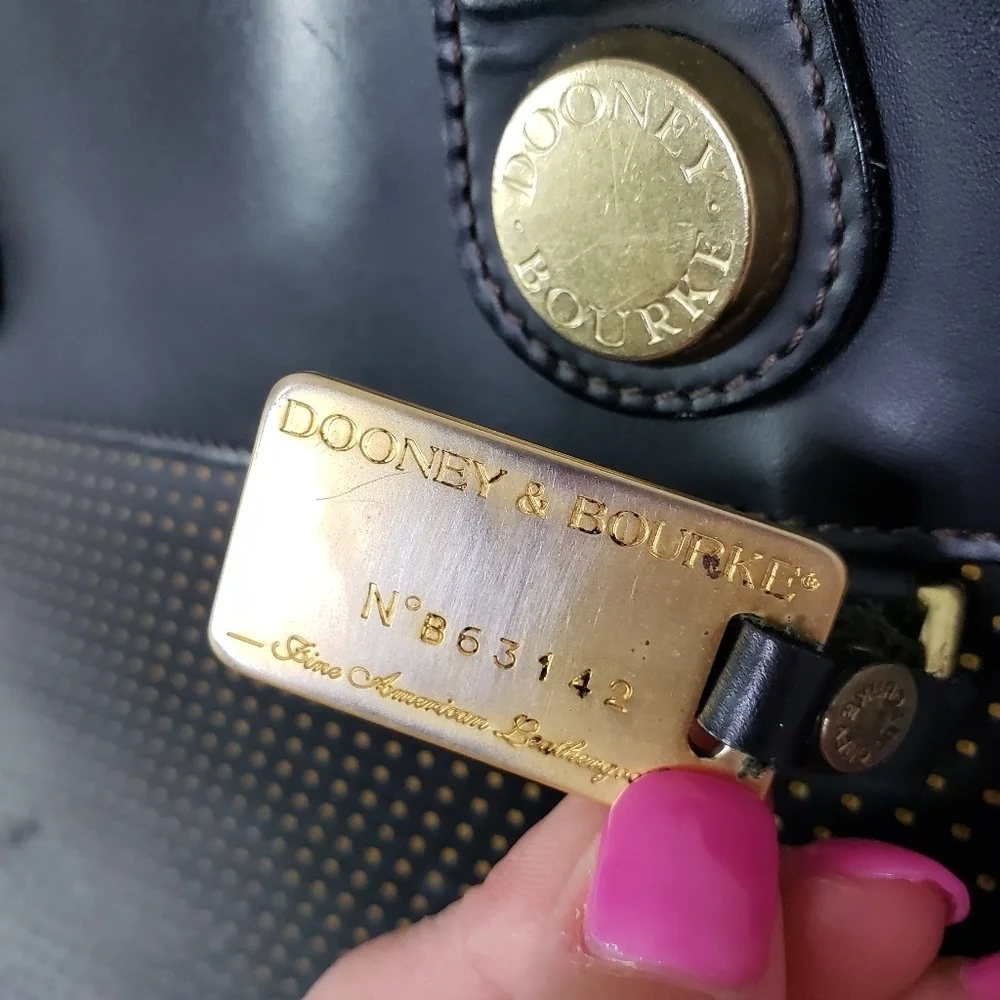 DOONEY
BOURKE
DOONEY & BOURKE®
N° B63142
Fine American